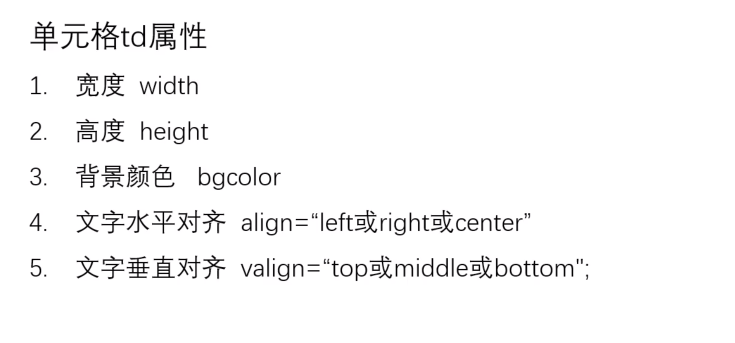 单元格td属性
1. 宽度 width
2. 高度 height
3. 背景颜色 bgcolor
4. 文字水平对齐 align=“left或right或center”
5. 文字垂直对齐 valign=“top或middle或bottom";